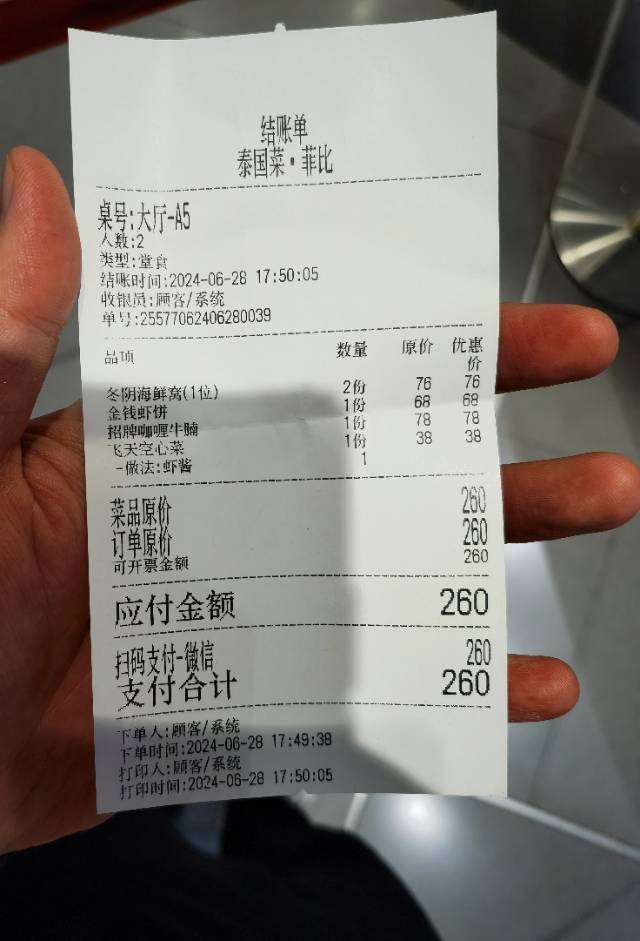 结账单
泰国菜·菲比
桌号:大厅-A5
人数:2
类型:堂食
结账时间:2024-06-28 17:50:05
收银员:顾客/系统
单号:25577062406280039
品项 数量 原价 优惠价
冬阴海鲜窝(1位) 2份 76 76
金钱虾饼 1份 68 68
招牌咖喱牛腩 1份 78 78
飞天空心菜 1份 38 38
-做法:虾酱 1
菜品原价 260
订单原价 260
可开票金额 260
应付金额 260
扫码支付-微信 260
支付合计 260
下单人:顾客/系统
下单时间:2024-06-28 17:49:38
打印人:顾客/系统
打印时间:2024-06-28 17:50:05